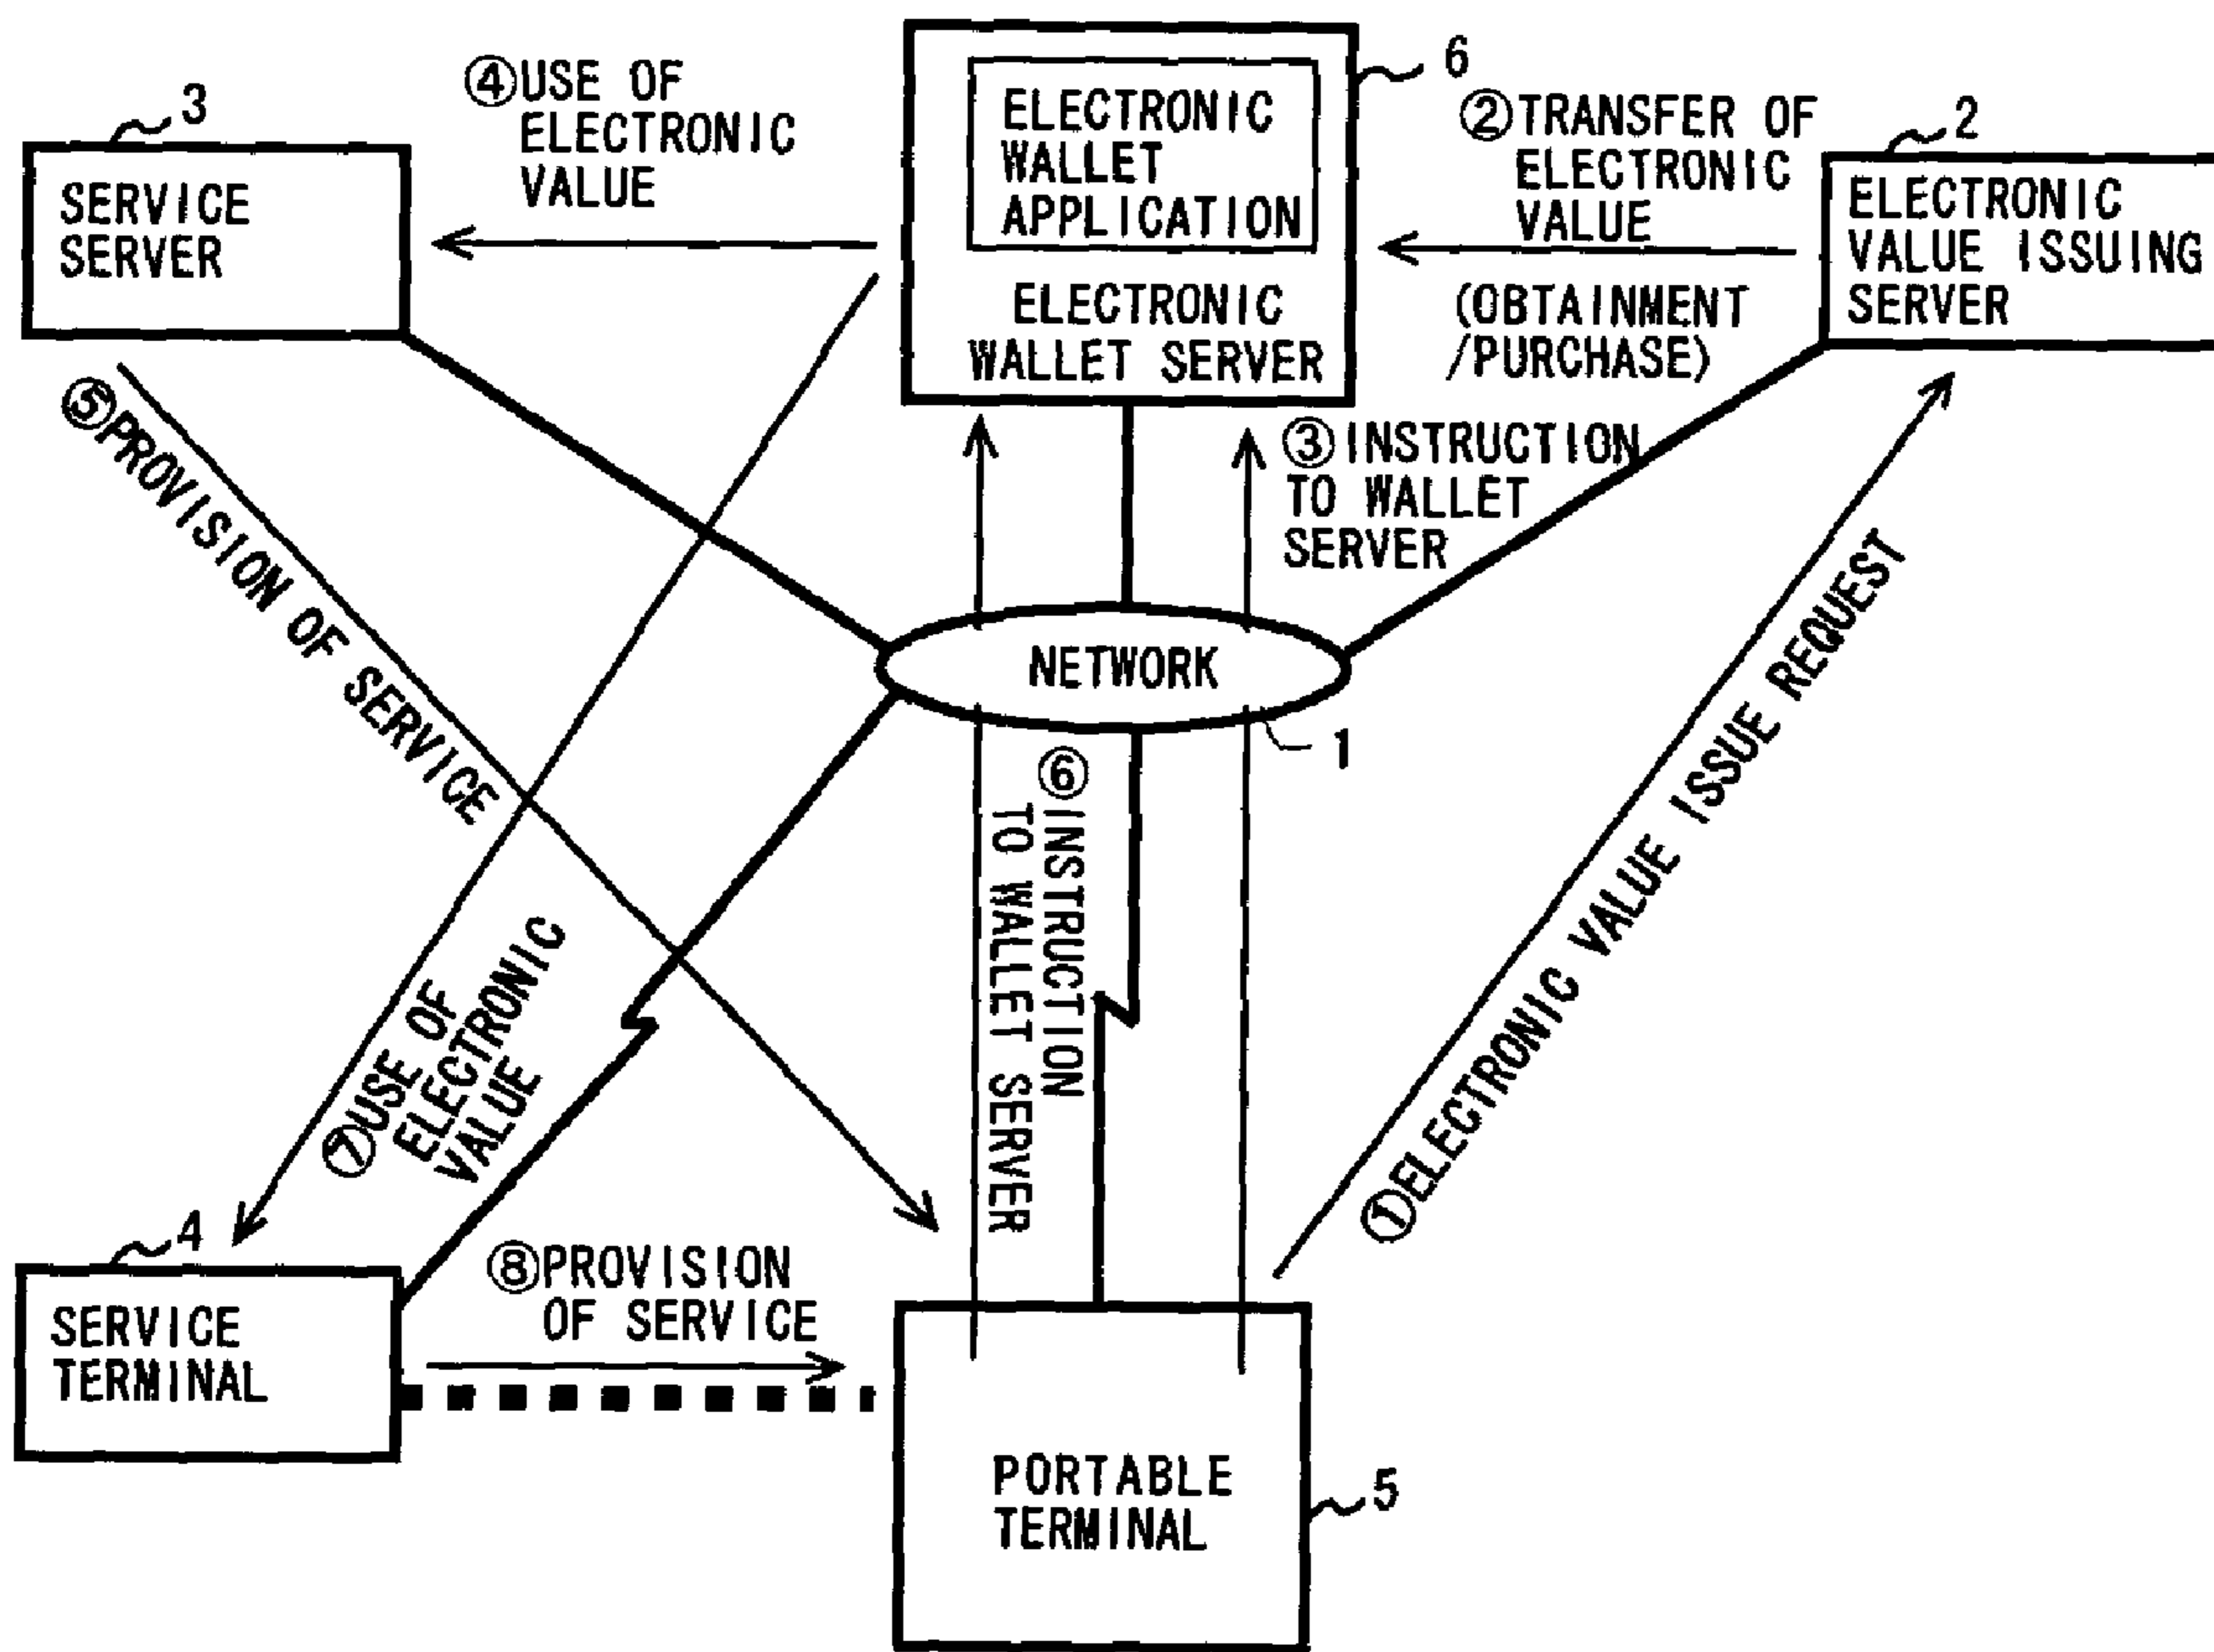 6
ELECTRONIC
WALLET
APPLICATION
ELECTRONIC
WALLET SERVER
3
SERVICE
SERVER
④USE OF
ELECTRONIC
VALUE
②TRANSFER OF
ELECTRONIC
VALUE
(OBTAINMENT
/PURCHASE)
2
ELECTRONIC
VALUE ISSUING
SERVER
③INSTRUCTION
TO WALLET
SERVER
⑤PROVISION OF SERVICE
NETWORK
1
⑥INSTRUCTION
TO WALLET SERVER
①ELECTRONIC VALUE ISSUE REQUEST
⑦USE OF
ELECTRONIC
VALUE
4
SERVICE
TERMINAL
⑧PROVISION
OF SERVICE
PORTABLE
TERMINAL
5